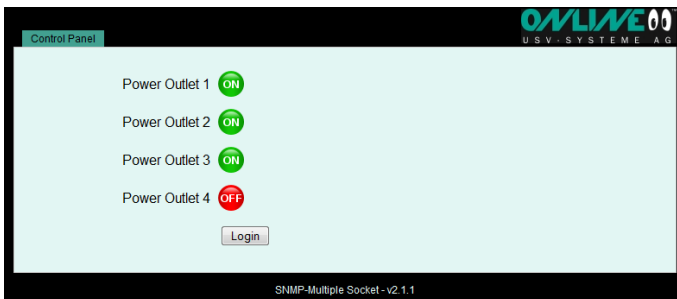 ONLINE
USV-SYSTEME AG
Control Panel
Power Outlet 1 ON
Power Outlet 2 ON
Power Outlet 3 ON
Power Outlet 4 OFF
Login
SNMP-Multiple Socket - v2.1.1